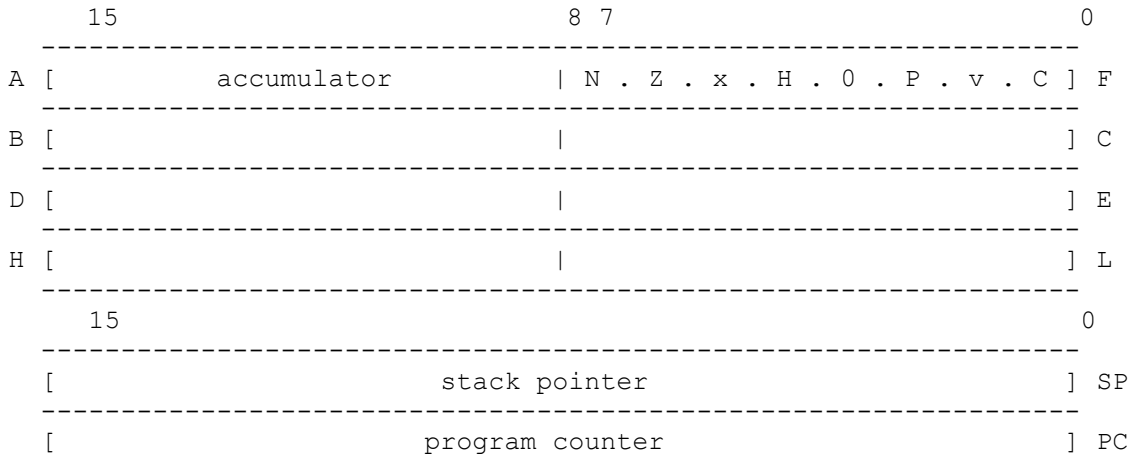 15 8 7 0
---------------------------------------------------------------
A [ accumulator | N . Z . x . H . 0 . P . v . C ] F
---------------------------------------------------------------
B [ | ] C
---------------------------------------------------------------
D [ | ] E
---------------------------------------------------------------
H [ | ] L
---------------------------------------------------------------
15 0
---------------------------------------------------------------
[ stack pointer ] SP
---------------------------------------------------------------
[ program counter ] PC